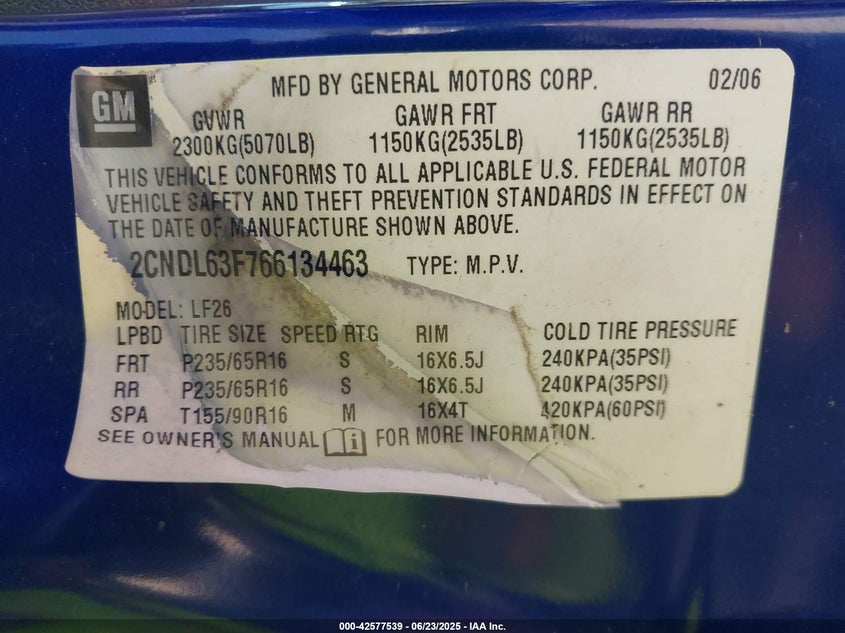 GM
MFD BY GENERAL MOTORS CORP. 02/06
GVWR GAWR FRT GAWR RR
2300KG(5070LB) 1150KG(2535LB) 1150KG(2535LB)
THIS VEHICLE CONFORMS TO ALL APPLICABLE U.S. FEDERAL MOTOR
VEHICLE SAFETY AND THEFT PREVENTION STANDARDS IN EFFECT ON
THE DATE OF MANUFACTURE SHOWN ABOVE.
2CNDL63F766134463 TYPE: M.P.V.
MODEL: LF26
LPBD TIRE SIZE SPEED RTG RIM COLD TIRE PRESSURE
FRT P235/65R16 S 16X6.5J 240KPA(35PSI)
RR P235/65R16 S 16X6.5J 240KPA(35PSI)
SPA T155/90R16 M 16X4T 420KPA(60PSI)
SEE OWNER'S MANUAL FOR MORE INFORMATION.
000-42577539 - 06/23/2025 - IAA Inc.